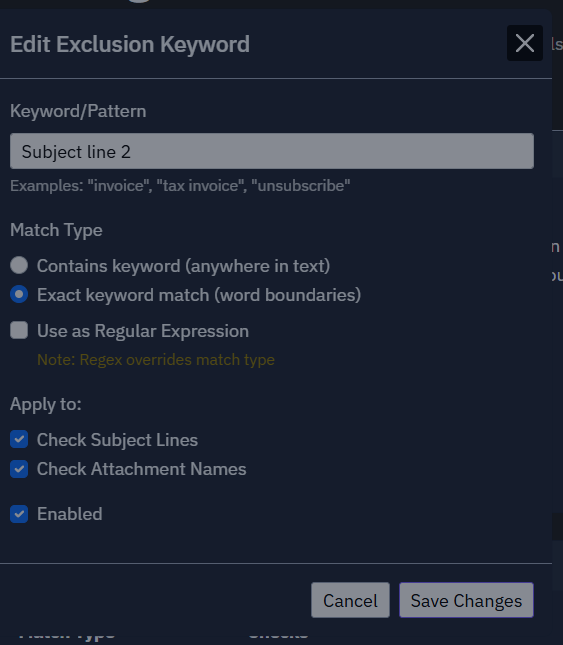 Edit Exclusion Keyword
ls
Keyword/Pattern
Subject line 2
Examples: "invoice", "tax invoice", "unsubscribe"
Match Type
Contains keyword (anywhere in text)
Exact keyword match (word boundaries)
Use as Regular Expression
Note: Regex overrides match type
Apply to:
Check Subject Lines
Check Attachment Names
Enabled
Cancel
Save Changes